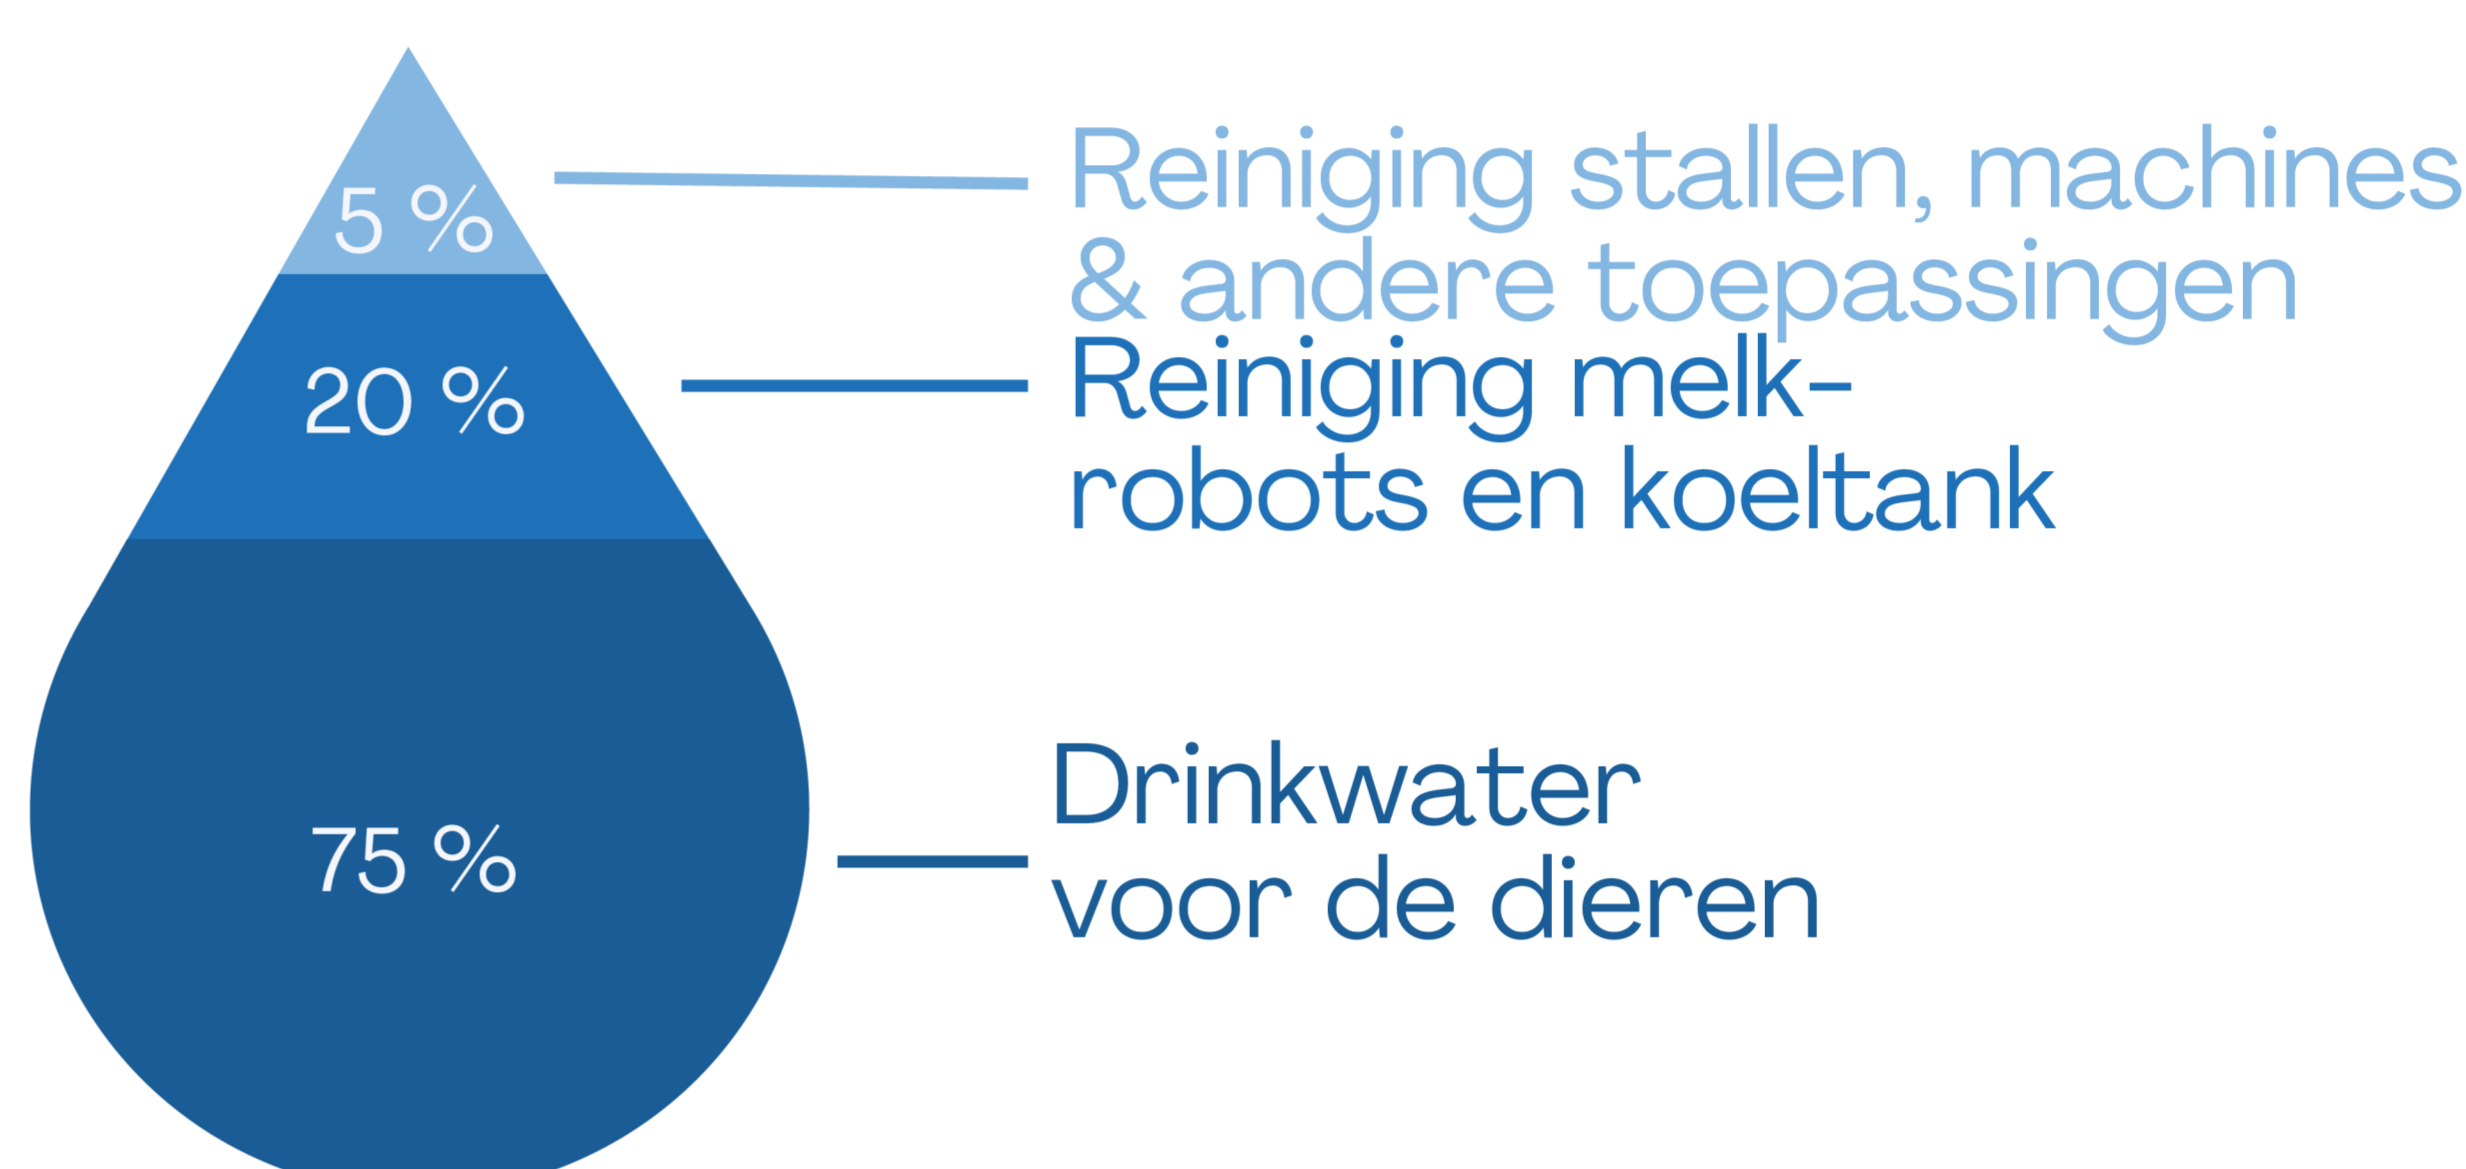 5 %
Reiniging stallen, machines
& andere toepassingen
20 %
Reiniging melk-
robots en koeltank
75 %
Drinkwater
voor de dieren